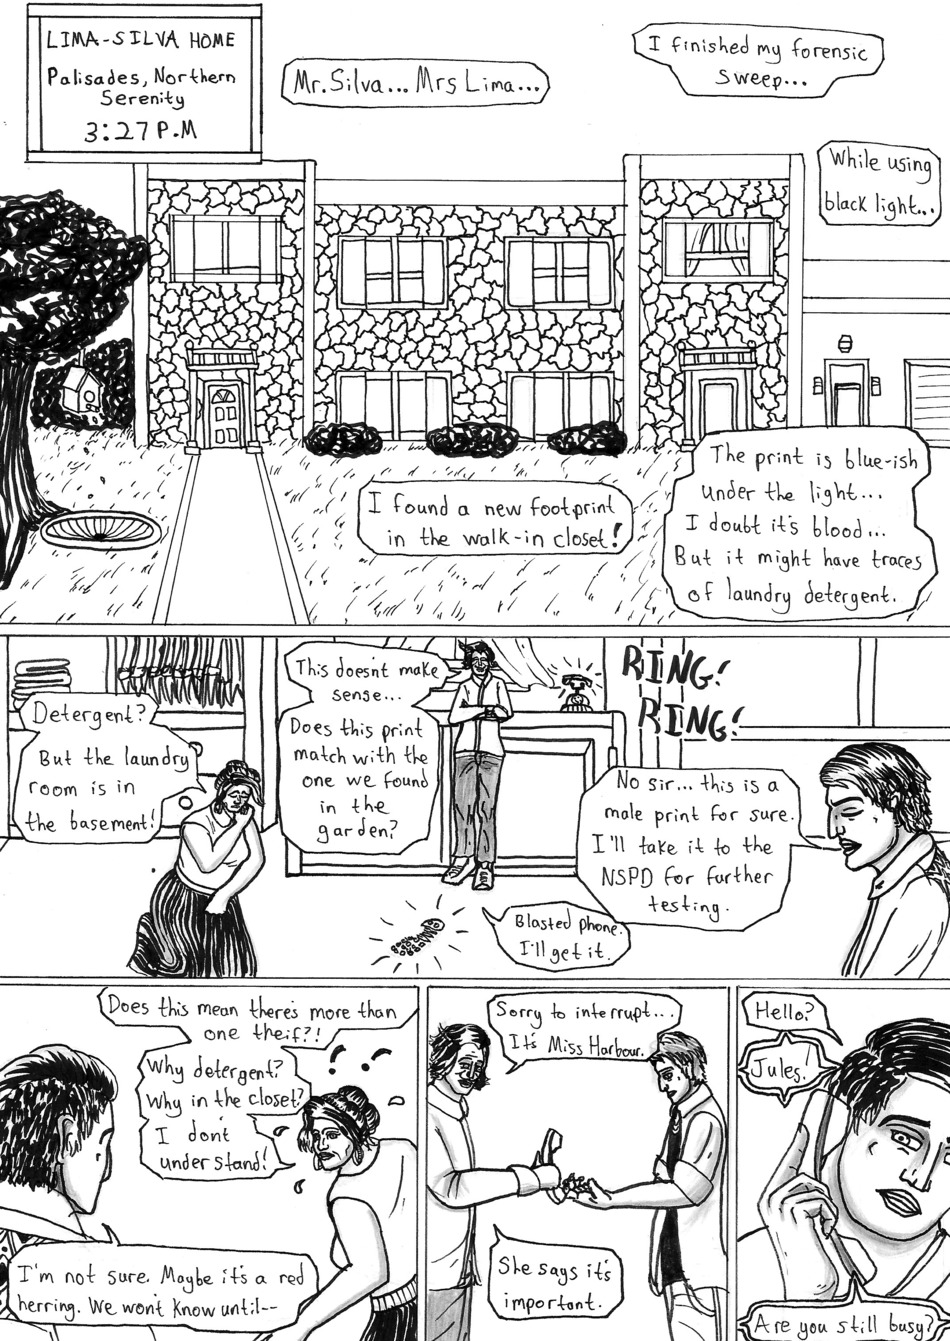 LIMA-SILVA HOME
Palisades, Northern
Serenity
3:27 P.M
Mr. Silva... Mrs Lima...
I finished my forensic
sweep...
While using
black light...
I found a new footprint
in the walk-in closet!
The print is blue-ish
under the light...
I doubt it's blood...
But it might have traces
of laundry detergent.
Detergent?
But the laundry
room is in
the basement!
This doesn't make
sense...
Does this print
match with the
one we found
in the
garden?
RING!
RING!
No sir... this is a
male print for sure.
I'll take it to the
NSPD for further
testing.
Blasted phone.
I'll get it.
Does this mean there's more than
one theif?!
Why detergent?
Why in the closet?
I dont
understand!
I'm not sure. Maybe it's a red
herring. We won't know until--
Sorry to interrupt...
It's Miss Harbour.
She says it's
important.
Hello?
Jules!
Are you still busy?